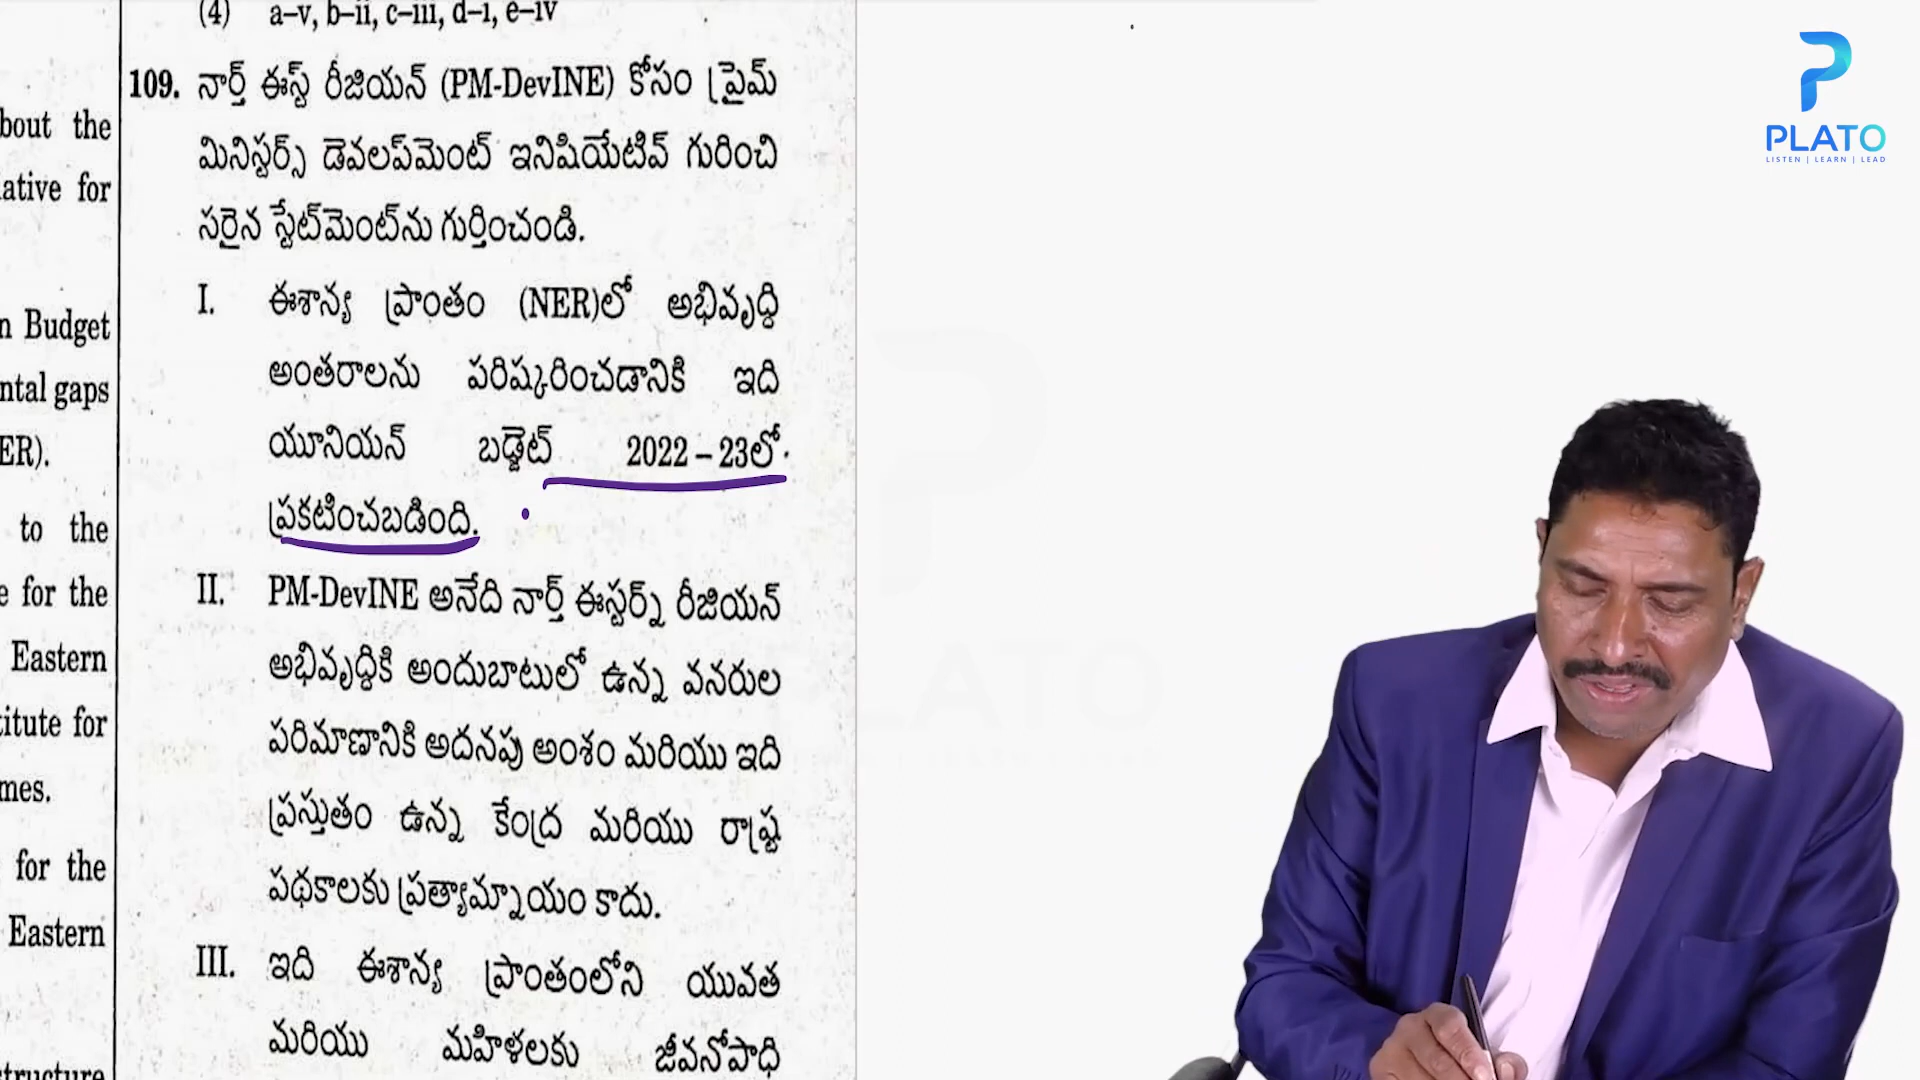 (4) a–v, b–ii, c–iii, d–i, e–iv
109. నార్త్ ఈస్ట్ రీజియన్ (PM-DevINE) కోసం ప్రైమ్
మినిస్టర్స్ డెవలప్‌మెంట్ ఇనిషియేటివ్ గురించి
సరైన స్టేట్‌మెంట్‌ను గుర్తించండి.
I. ఈశాన్య ప్రాంతం (NER)లో అభివృద్ధి
అంతరాలను పరిష్కరించడానికి ఇది
యూనియన్ బడ్జెట్ 2022 – 23లో
ప్రకటించబడింది.
II. PM-DevINE అనేది నార్త్ ఈస్టర్న్ రీజియన్
అభివృద్ధికి అందుబాటులో ఉన్న వనరుల
పరిమాణానికి అదనపు అంశం మరియు ఇది
ప్రస్తుతం ఉన్న కేంద్ర మరియు రాష్ట్ర
పథకాలకు ప్రత్యామ్నాయం కాదు.
III. ఇది ఈశాన్య ప్రాంతంలోని యువత
మరియు మహిళలకు జీవనోపాధి
bout the
ative for
n Budget
ntal gaps
ER).
to the
e for the
Eastern
titute for
mes.
for the
Eastern
structure
PLATO
LISTEN | LEARN | LEAD
PLATO